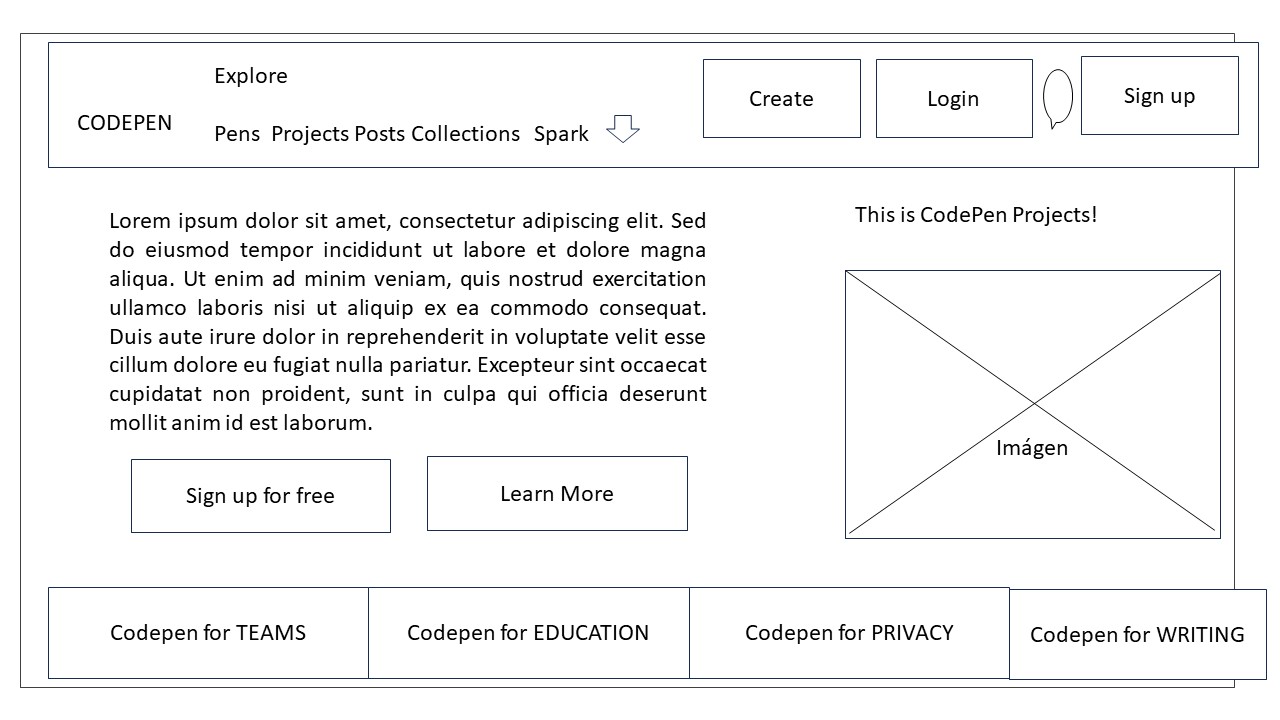 Explore
CODEPEN
Pens Projects Posts Collections Spark
Create
Login
Sign up
Lorem ipsum dolor sit amet, consectetur adipiscing elit. Sed
do eiusmod tempor incididunt ut labore et dolore magna
aliqua. Ut enim ad minim veniam, quis nostrud exercitation
ullamco laboris nisi ut aliquip ex ea commodo consequat.
Duis aute irure dolor in reprehenderit in voluptate velit esse
cillum dolore eu fugiat nulla pariatur. Excepteur sint occaecat
cupidatat non proident, sunt in culpa qui officia deserunt
mollit anim id est laborum.
Sign up for free
Learn More
This is CodePen Projects!
Imágen
Codepen for TEAMS
Codepen for EDUCATION
Codepen for PRIVACY
Codepen for WRITING